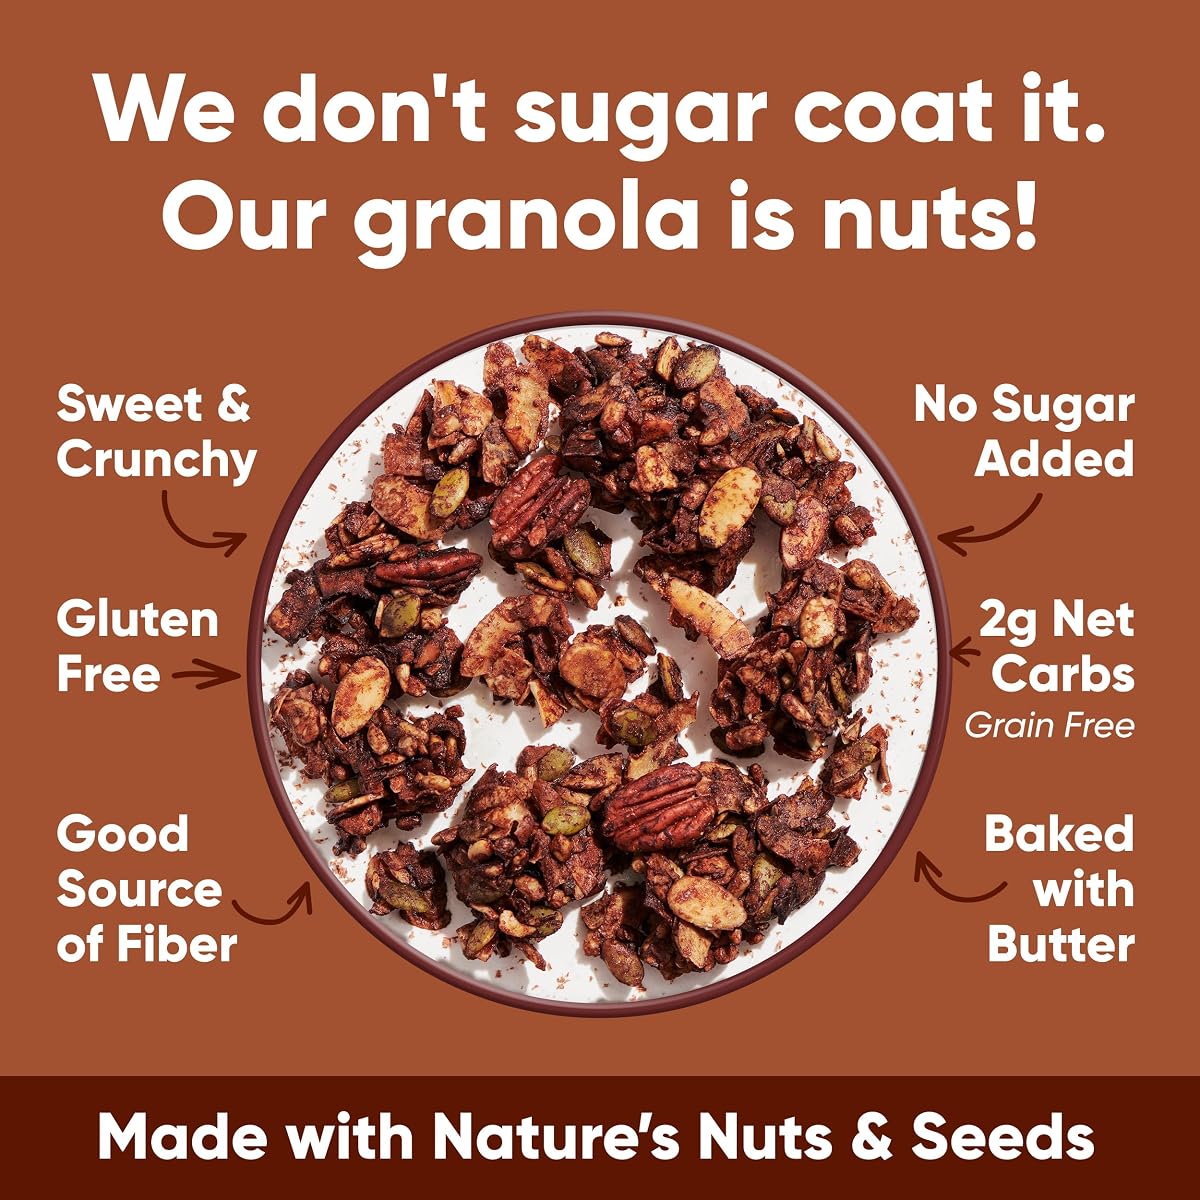 We don't sugar coat it.
Our granola is nuts!
Sweet &
Crunchy
No Sugar
Added
Gluten
Free
2g Net
Carbs
Grain Free
Good
Source
of Fiber
Baked
with
Butter
Made with Nature’s Nuts & Seeds